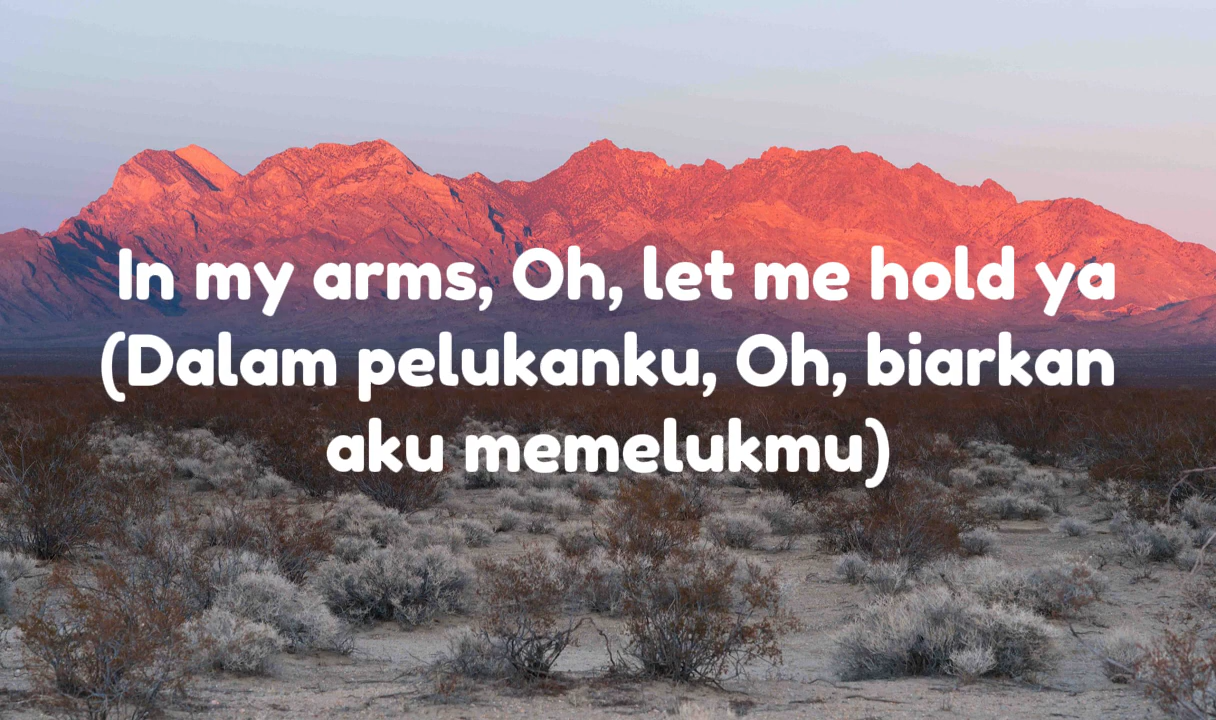 In my arms, Oh, let me hold ya
(Dalam pelukanku, Oh, biarkan
aku memelukmu)